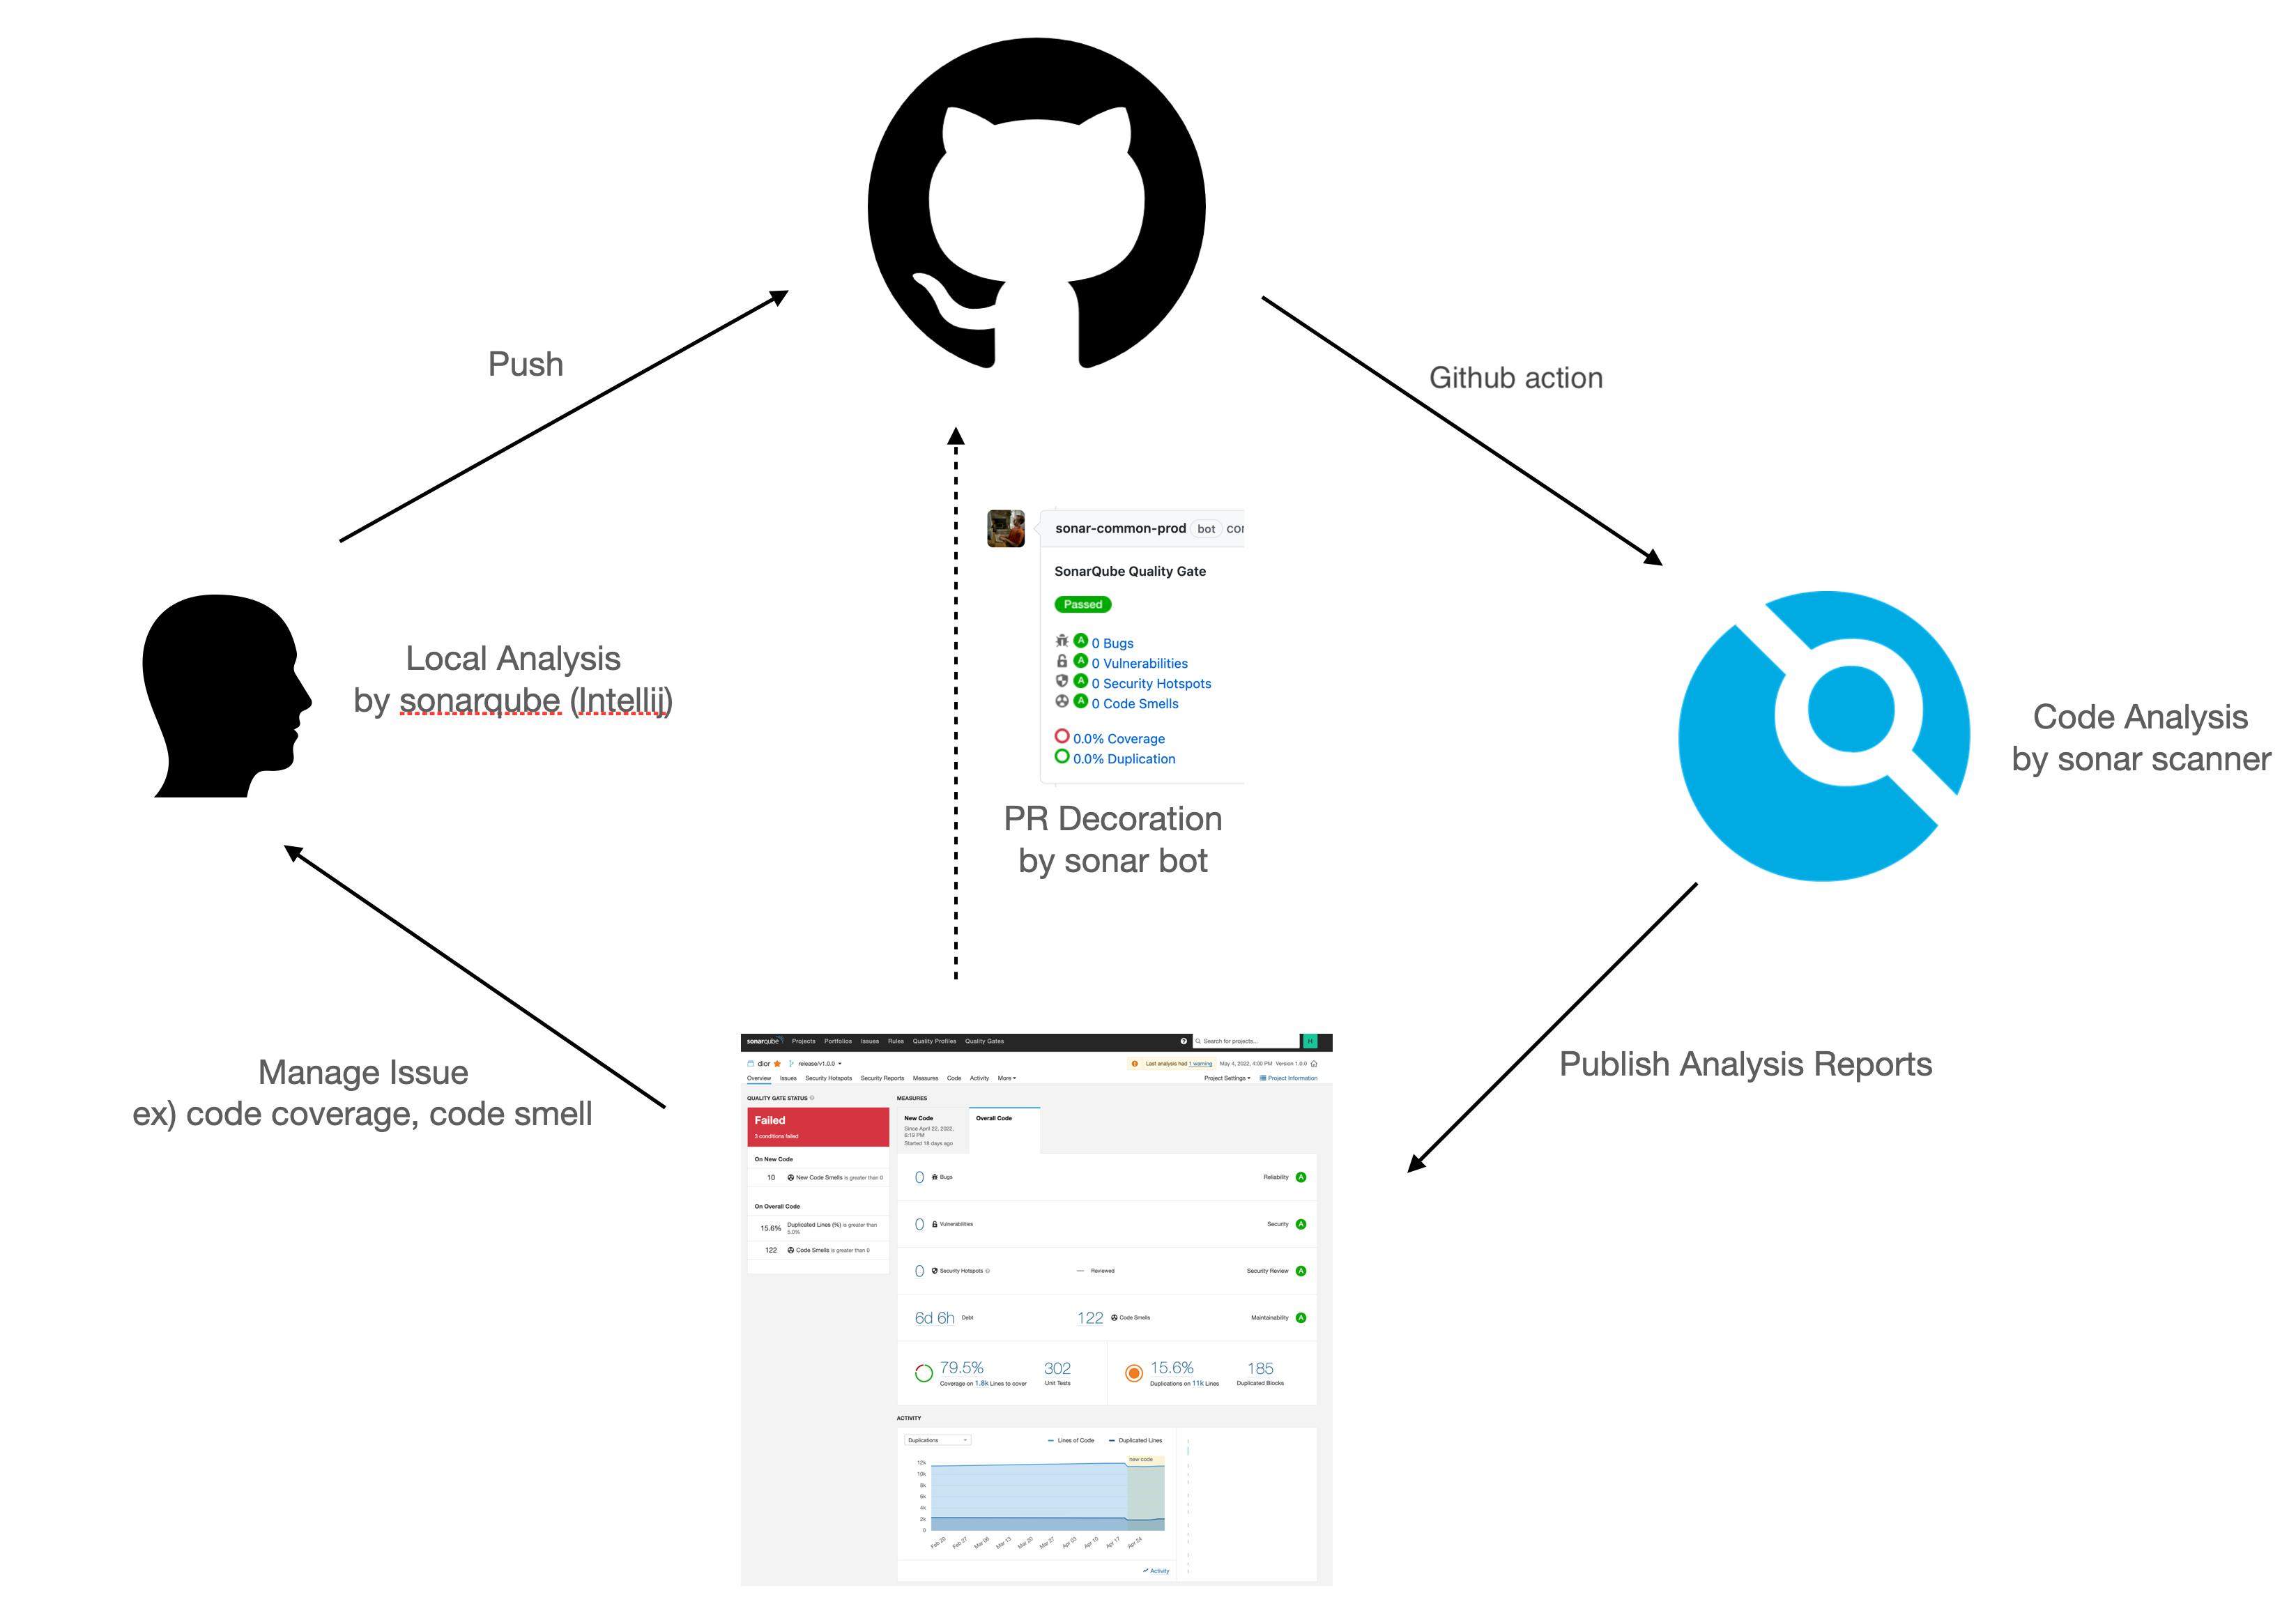 Push
Github action
sonar-common-prod bot
SonarQube Quality Gate
Passed
A 0 Bugs
A 0 Vulnerabilities
A 0 Security Hotspots
A 0 Code Smells
0.0% Coverage
0.0% Duplication
PR Decoration
by sonar bot
Local Analysis
by sonarqube (Intellij)
Code Analysis
by sonar scanner
Manage Issue
ex) code coverage, code smell
Publish Analysis Reports
sonarqube Projects Portfolios Issues Rules Quality Profiles Quality Gates Search for projects... H
dior release/v1.0.0 Last analysis had 1 warning May 4, 2022, 4:00 PM Version 1.0.0
Overview Issues Security Hotspots Security Reports Measures Code Activity More Project Settings Project Information
QUALITY GATE STATUS
Failed
3 conditions failed
On New Code
10 New Code Smells is greater than 0
On Overall Code
15.6% Duplicated Lines (%) is greater than
5.0%
122 Code Smells is greater than 0
MEASURES
New Code
Since April 22, 2022,
6:19 PM
Started 18 days ago
Overall Code
0 Bugs Reliability A
0 Vulnerabilities Security A
0 Security Hotspots — Reviewed Security Review A
6d 6h Debt 122 Code Smells Maintainability A
79.5% 302 15.6% 185
Coverage on 1.8k Lines to cover Unit Tests Duplications on 11k Lines Duplicated Blocks
ACTIVITY
Duplications Lines of Code Duplicated Lines
new code
12k
10k
8k
6k
4k
2k
0
Feb 20 Feb 27 Mar 06 Mar 13 Mar 20 Mar 27 Apr 03 Apr 10 Apr 17 Apr 24
Activity